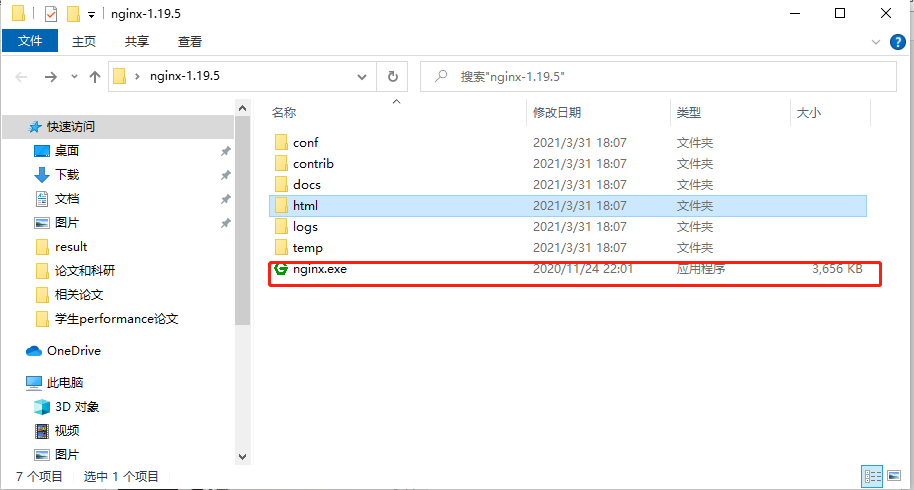 nginx-1.19.5
文件 主页 共享 查看
nginx-1.19.5 搜索"nginx-1.19.5"
名称 修改日期 类型 大小
快速访问
桌面
下载
文档
图片
result
论文和科研
相关论文
学生performance论文
OneDrive
此电脑
3D 对象
视频
图片
conf 2021/3/31 18:07 文件夹
contrib 2021/3/31 18:07 文件夹
docs 2021/3/31 18:07 文件夹
html 2021/3/31 18:07 文件夹
logs 2021/3/31 18:07 文件夹
temp 2021/3/31 18:07 文件夹
nginx.exe 2020/11/24 22:01 应用程序 3,656 KB
7 个项目 选中 1 个项目